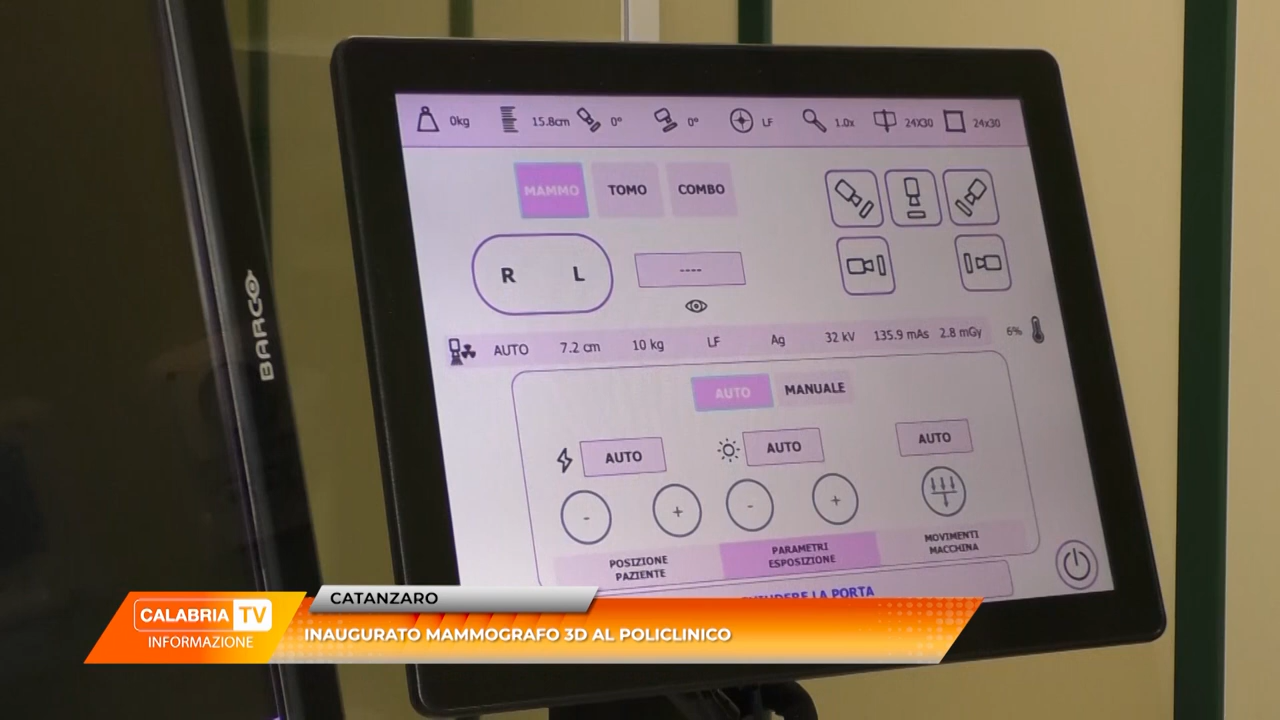 0kg 15.8cm 0° 0° LF 1.0x 24X30 24x30
MAMMO TOMO COMBO
R L ----
AUTO 7.2 cm 10 kg LF Ag 32 kV 135.9 mAs 2.8 mGy 6%
AUTO MANUALE
AUTO AUTO AUTO
- + - +
POSIZIONE PAZIENTE
PARAMETRI ESPOSIZIONE
MOVIMENTI MACCHINA
LA PORTA
BARCO
CATANZARO
CALABRIA TV
INFORMAZIONE
INAUGURATO MAMMOGRAFO 3D AL POLICLINICO